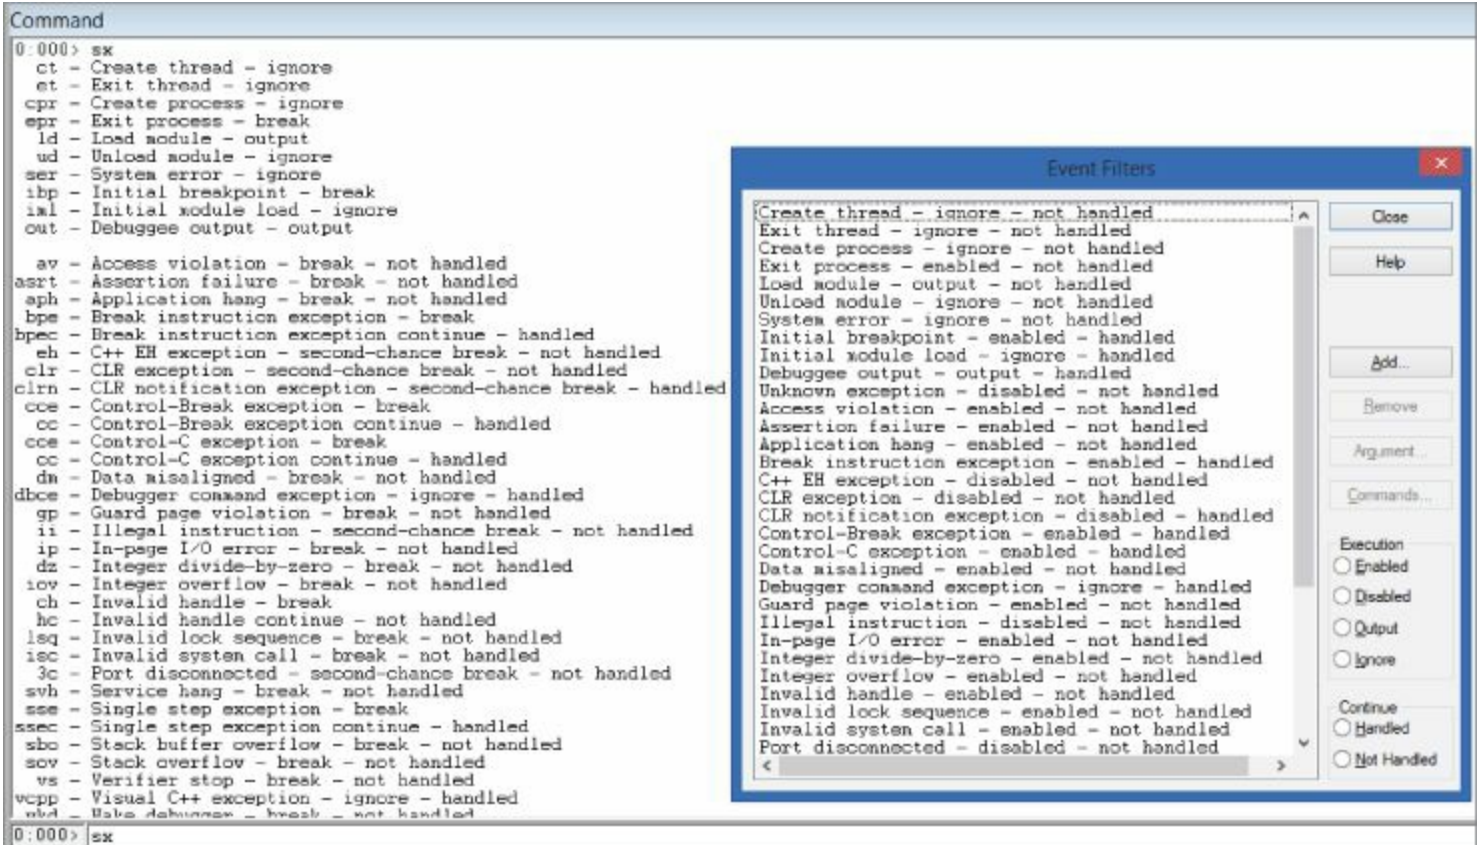 Command
0:000> sx
ct - Create thread - ignore
et - Exit thread - ignore
cpr - Create process - ignore
epr - Exit process - break
ld - Load module - output
ud - Unload module - ignore
ser - System error - ignore
ibp - Initial breakpoint - break
iml - Initial module load - ignore
out - Debuggee output - output
av - Access violation - break - not handled
asrt - Assertion failure - break - not handled
aph - Application hang - break - not handled
bpe - Break instruction exception - break
bpec - Break instruction exception continue - handled
eh - C++ EH exception - second-chance break - not handled
clr - CLR exception - second-chance break - not handled
clrn - CLR notification exception - second-chance break - handled
cce - Control-Break exception - break
cc - Control-Break exception continue - handled
cce - Control-C exception - break
cc - Control-C exception continue - handled
dm - Data misaligned - break - not handled
dbce - Debugger command exception - ignore - handled
gp - Guard page violation - break - not handled
ii - Illegal instruction - second-chance break - not handled
ip - In-page I/O error - break - not handled
dz - Integer divide-by-zero - break - not handled
iov - Integer overflow - break - not handled
ch - Invalid handle - break
hc - Invalid handle continue - not handled
lsq - Invalid lock sequence - break - not handled
isc - Invalid system call - break - not handled
3c - Port disconnected - second-chance break - not handled
svh - Service hang - break - not handled
sse - Single step exception - break
ssec - Single step exception continue - handled
sbo - Stack buffer overflow - break - not handled
sov - Stack overflow - break - not handled
vs - Verifier stop - break - not handled
vcpp - Visual C++ exception - ignore - handled
wkd - Wake debugger - break - not handled
0:000> sx
Event Filters
Create thread - ignore - not handled
Exit thread - ignore - not handled
Create process - ignore - not handled
Exit process - enabled - not handled
Load module - output - not handled
Unload module - ignore - not handled
System error - ignore - not handled
Initial breakpoint - enabled - handled
Initial module load - ignore - handled
Debuggee output - output - handled
Unknown exception - disabled - not handled
Access violation - enabled - not handled
Assertion failure - enabled - not handled
Application hang - enabled - not handled
Break instruction exception - enabled - handled
C++ EH exception - disabled - not handled
CLR exception - disabled - not handled
CLR notification exception - disabled - handled
Control-Break exception - enabled - handled
Control-C exception - enabled - handled
Data misaligned - enabled - not handled
Debugger command exception - ignore - handled
Guard page violation - enabled - not handled
Illegal instruction - disabled - not handled
In-page I/O error - enabled - not handled
Integer divide-by-zero - enabled - not handled
Integer overflow - enabled - not handled
Invalid handle - enabled - not handled
Invalid lock sequence - enabled - not handled
Invalid system call - enabled - not handled
Port disconnected - disabled - not handled
Close
Help
Add...
Remove
Argument...
Commands...
Execution
Enabled
Disabled
Output
Ignore
Continue
Handled
Not Handled